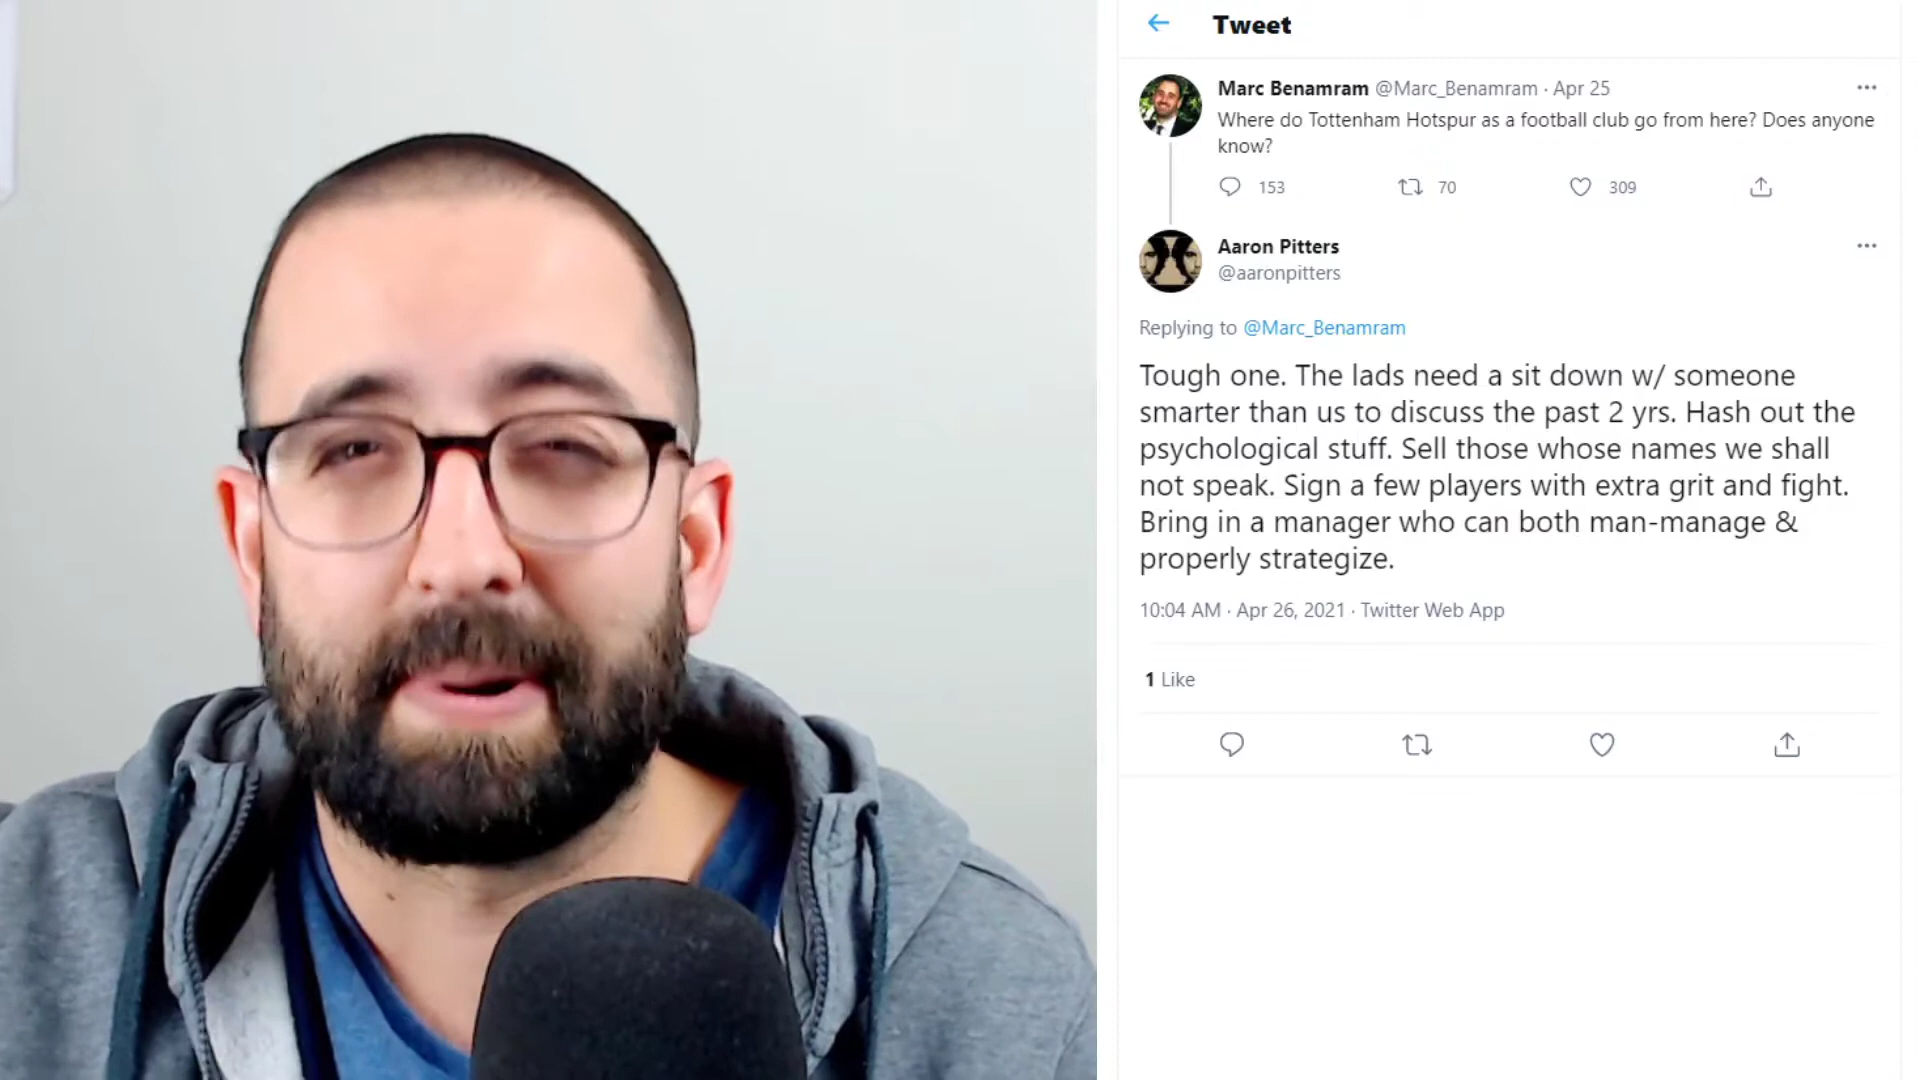 Tweet
Marc Benamram @Marc_Benamram · Apr 25
Where do Tottenham Hotspur as a football club go from here? Does anyone
know?
153 70 309
Aaron Pitters
@aaronpitters
Replying to @Marc_Benamram
Tough one. The lads need a sit down w/ someone
smarter than us to discuss the past 2 yrs. Hash out the
psychological stuff. Sell those whose names we shall
not speak. Sign a few players with extra grit and fight.
Bring in a manager who can both man-manage &
properly strategize.
10:04 AM · Apr 26, 2021 · Twitter Web App
1 Like